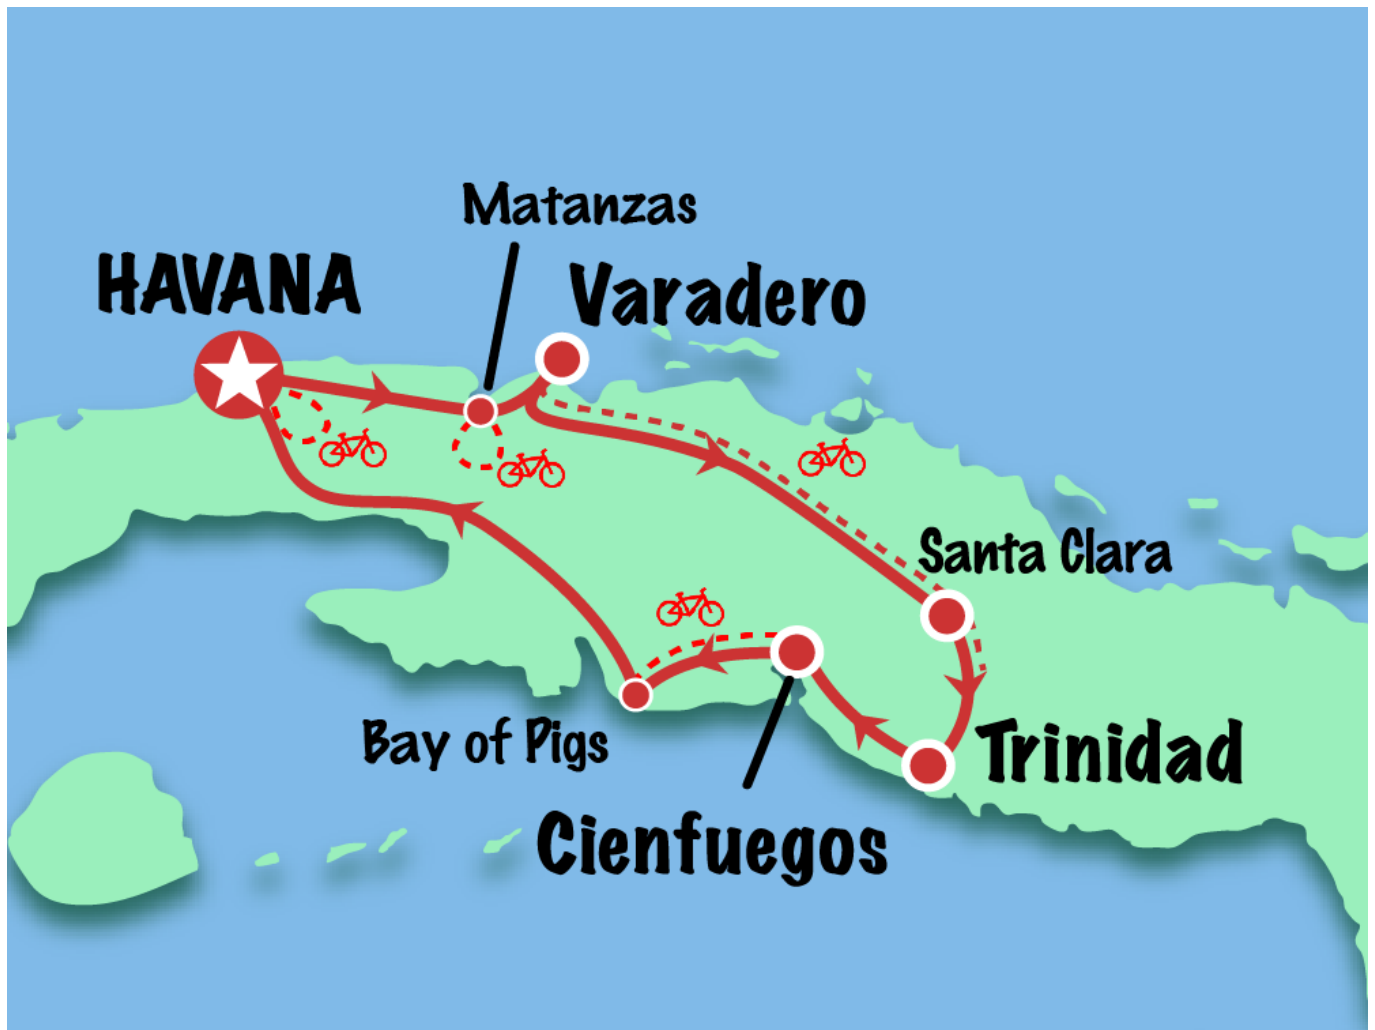 Matanzas
HAVANA
Varadero
Santa Clara
Bay of Pigs
Trinidad
Cienfuegos